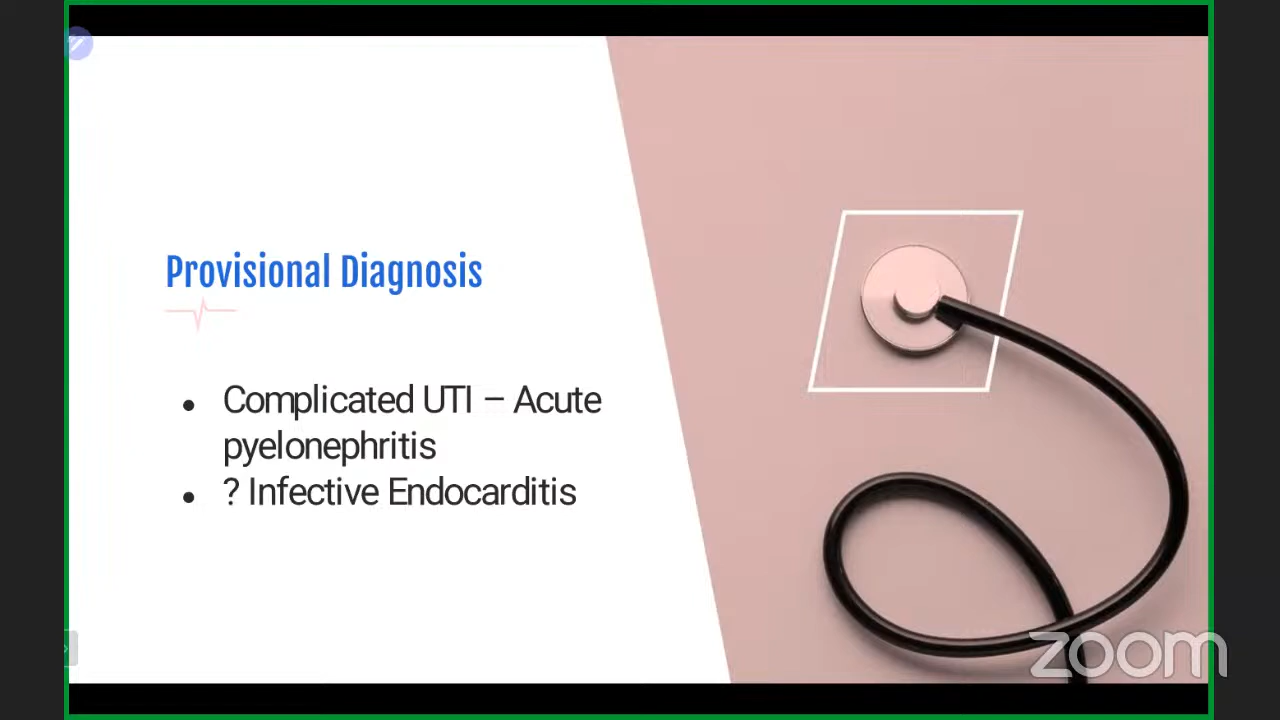 Provisional Diagnosis
● Complicated UTI – Acute
pyelonephritis
● ? Infective Endocarditis
zoom